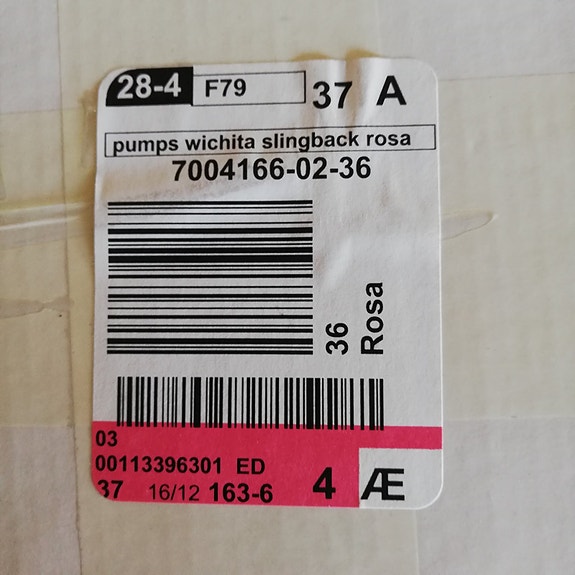 28-4 F79 37 A
pumps wichita slingback rosa
7004166-02-36
36
Rosa
03
00113396301 ED
37 16/12 163-6 4 Æ